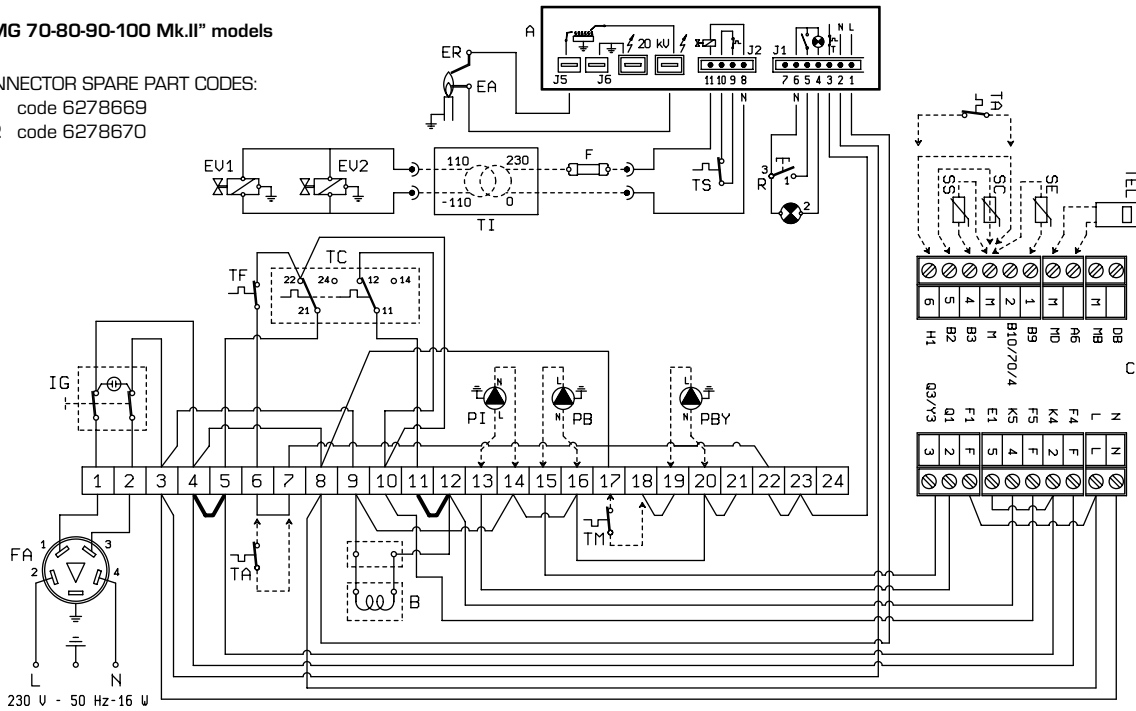 MG 70-80-90-100 Mk.II" models
NNECTOR SPARE PART CODES:
code 6278669
code 6278670
A
J5
J6
20 kV
J2
11 10 9 8
J1
7 6 5 4 3 2 1
N L
N
N
ER
EA
EV1
EV2
110
230
-110
0
TI
F
TS
3
R
1
2
TA
SS
SC
SE
TEL
6 5 4 M 2 1 M M
H1 B2 B3 M B10/70/4 B9 MD A6 MB DB
C
Q3/Y3 Q1 F1 E1 K5 F5 K4 F4 L N
3 2 F 5 4 F 2 F L N
TF
TC
22
24
12
14
21
11
IG
N
L
PI
L
N
PB
L
N
PBY
1 2 3 4 5 6 7 8 9 10 11 12 13 14 15 16 17 18 19 20 21 22 23 24
FA
1
3
2
4
TA
B
TM
L
N
230 V - 50 Hz-16 W